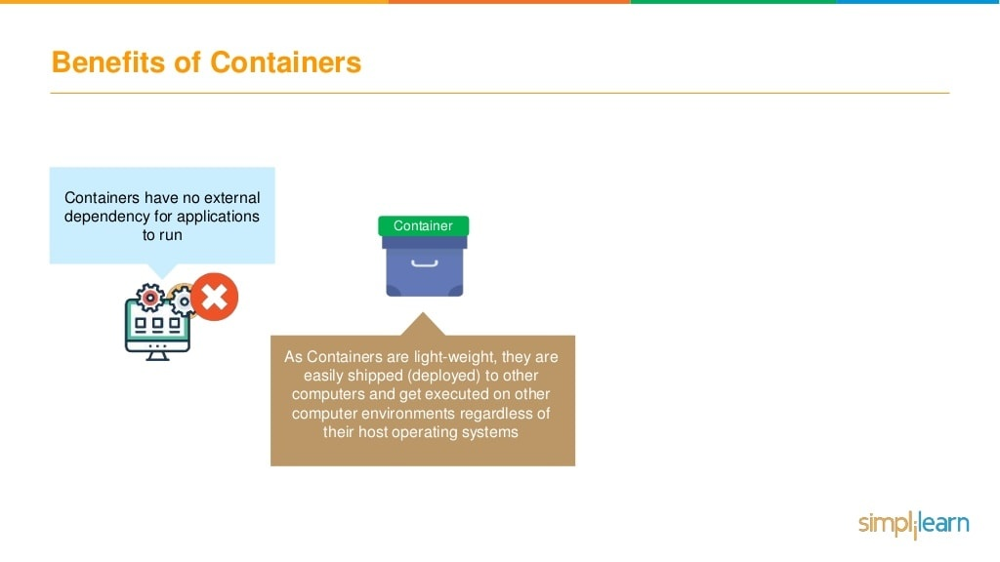 Benefits of Containers
Containers have no external
dependency for applications
to run
Container
As Containers are light-weight, they are
easily shipped (deployed) to other
computers and get executed on other
computer environments regardless of
their host operating systems
simplilearn